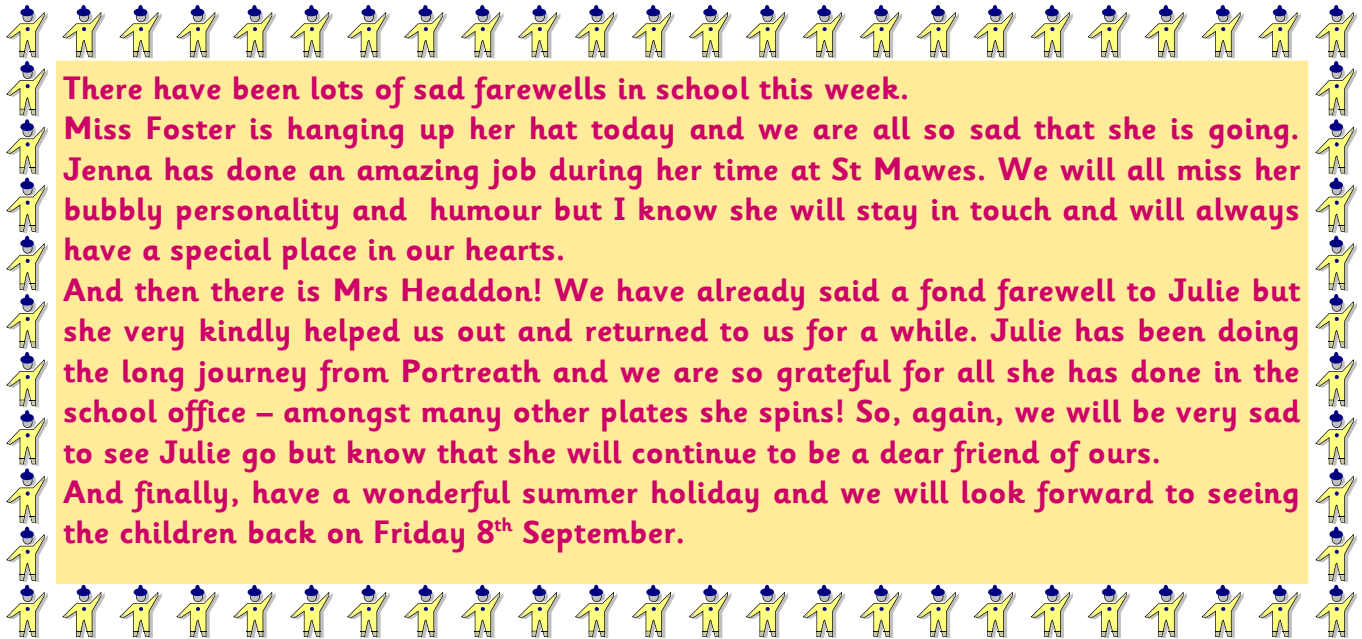 There have been lots of sad farewells in school this week.
Miss Foster is hanging up her hat today and we are all so sad that she is going.
Jenna has done an amazing job during her time at St Mawes. We will all miss her
bubbly personality and  humour but I know she will stay in touch and will always
have a special place in our hearts.
And then there is Mrs Headdon! We have already said a fond farewell to Julie but
she very kindly helped us out and returned to us for a while. Julie has been doing
the long journey from Portreath and we are so grateful for all she has done in the
school office – amongst many other plates she spins! So, again, we will be very sad
to see Julie go but know that she will continue to be a dear friend of ours.
And finally, have a wonderful summer holiday and we will look forward to seeing
the children back on Friday 8th September.